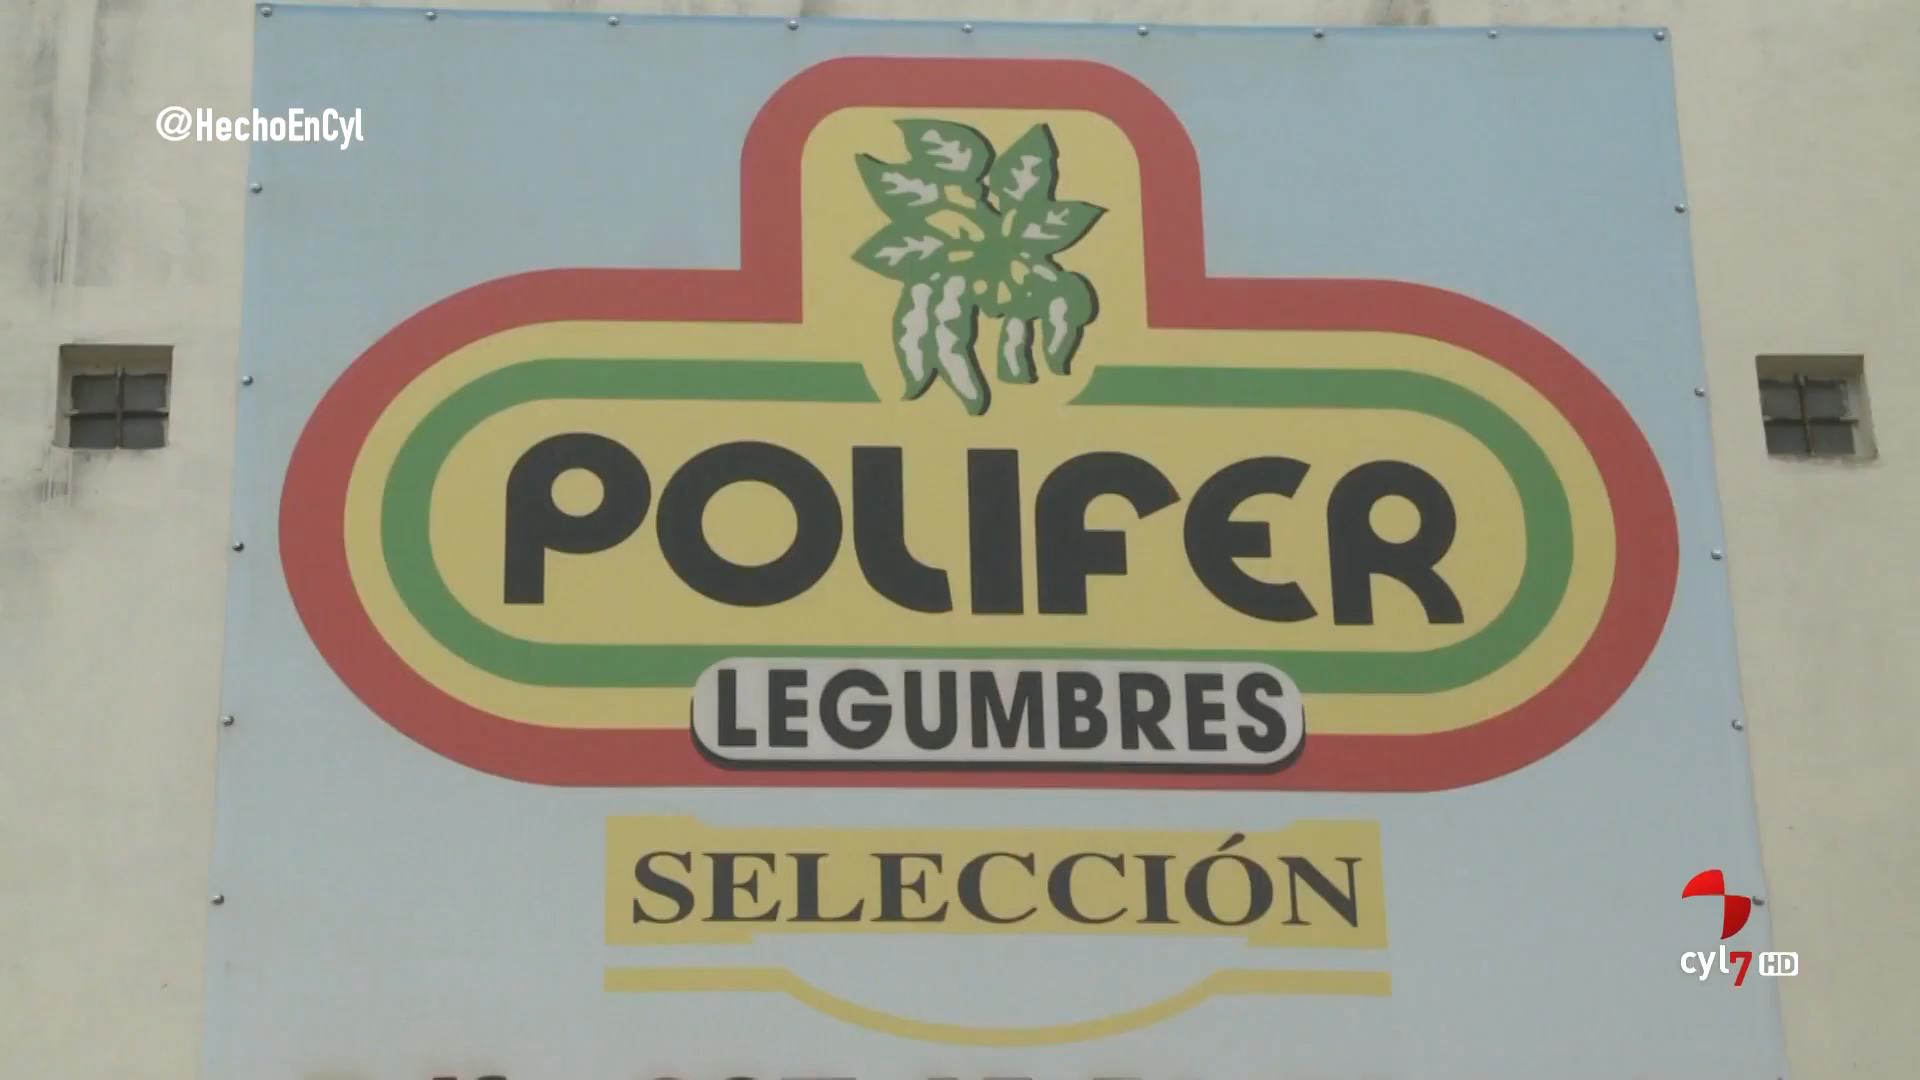 @HechoEnCyl
POLIFER
LEGUMBRES
SELECCIÓN
cyl7 HD